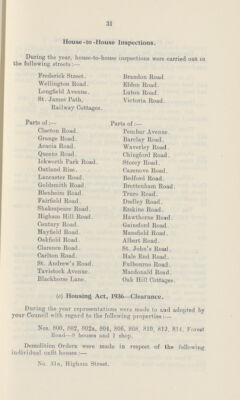 31
House-to-House Inspections.
During the year, house-to-house inspections were carried out in
the following streets:—
Frederick Street. Brandon Road.
Wellington Road. Eldon Road.
Longfield Avenue. Luton Road.
St. James Path. Victoria Road.
Railway Cottages.
Parts of:— Parts of:—
Clacton Road. Pembar Avenue.
Grange Road. Barclay Road.
Acacia Road. Waverley Road.
Queens Road. Chingford Road.
Ickworth Park Road. Storey Road.
Oatland Rise. Cazenove Road.
Lancaster Road. Bedford Road.
Goldsmith Road. Brettenham Road.
Blenheim Road. Truro Road.
Fairfield Road. Dudley Road.
Shakespeare Road. Erskine Road.
Higham Hill Road. Hawthorne Road.
Century Road. Gainsford Road.
Mayfield Road. Mansfield Road.
Oakfield Road. Albert Road.
Clarence Road. St. John's Road.
Carlton Road. Hale End Road.
St. Andrew's Road. Fulbourne Road.
Tavistock Avenue. Macdonald Road.
Blackhorse Lane. Oak Hill Cottages.
(c) Housing Act, 1936—Clearance.
During the year representations were made to and adopted by
your Council with regard to the following properties:—
Nos. 800, 802, 802a, 804, 806, 808, 810, 812, 814, Forest
Road—8 houses and 1 shop.
Demolition Orders were made in respect of the following
individual unfit houses:—
No. 31a, Higham Street.